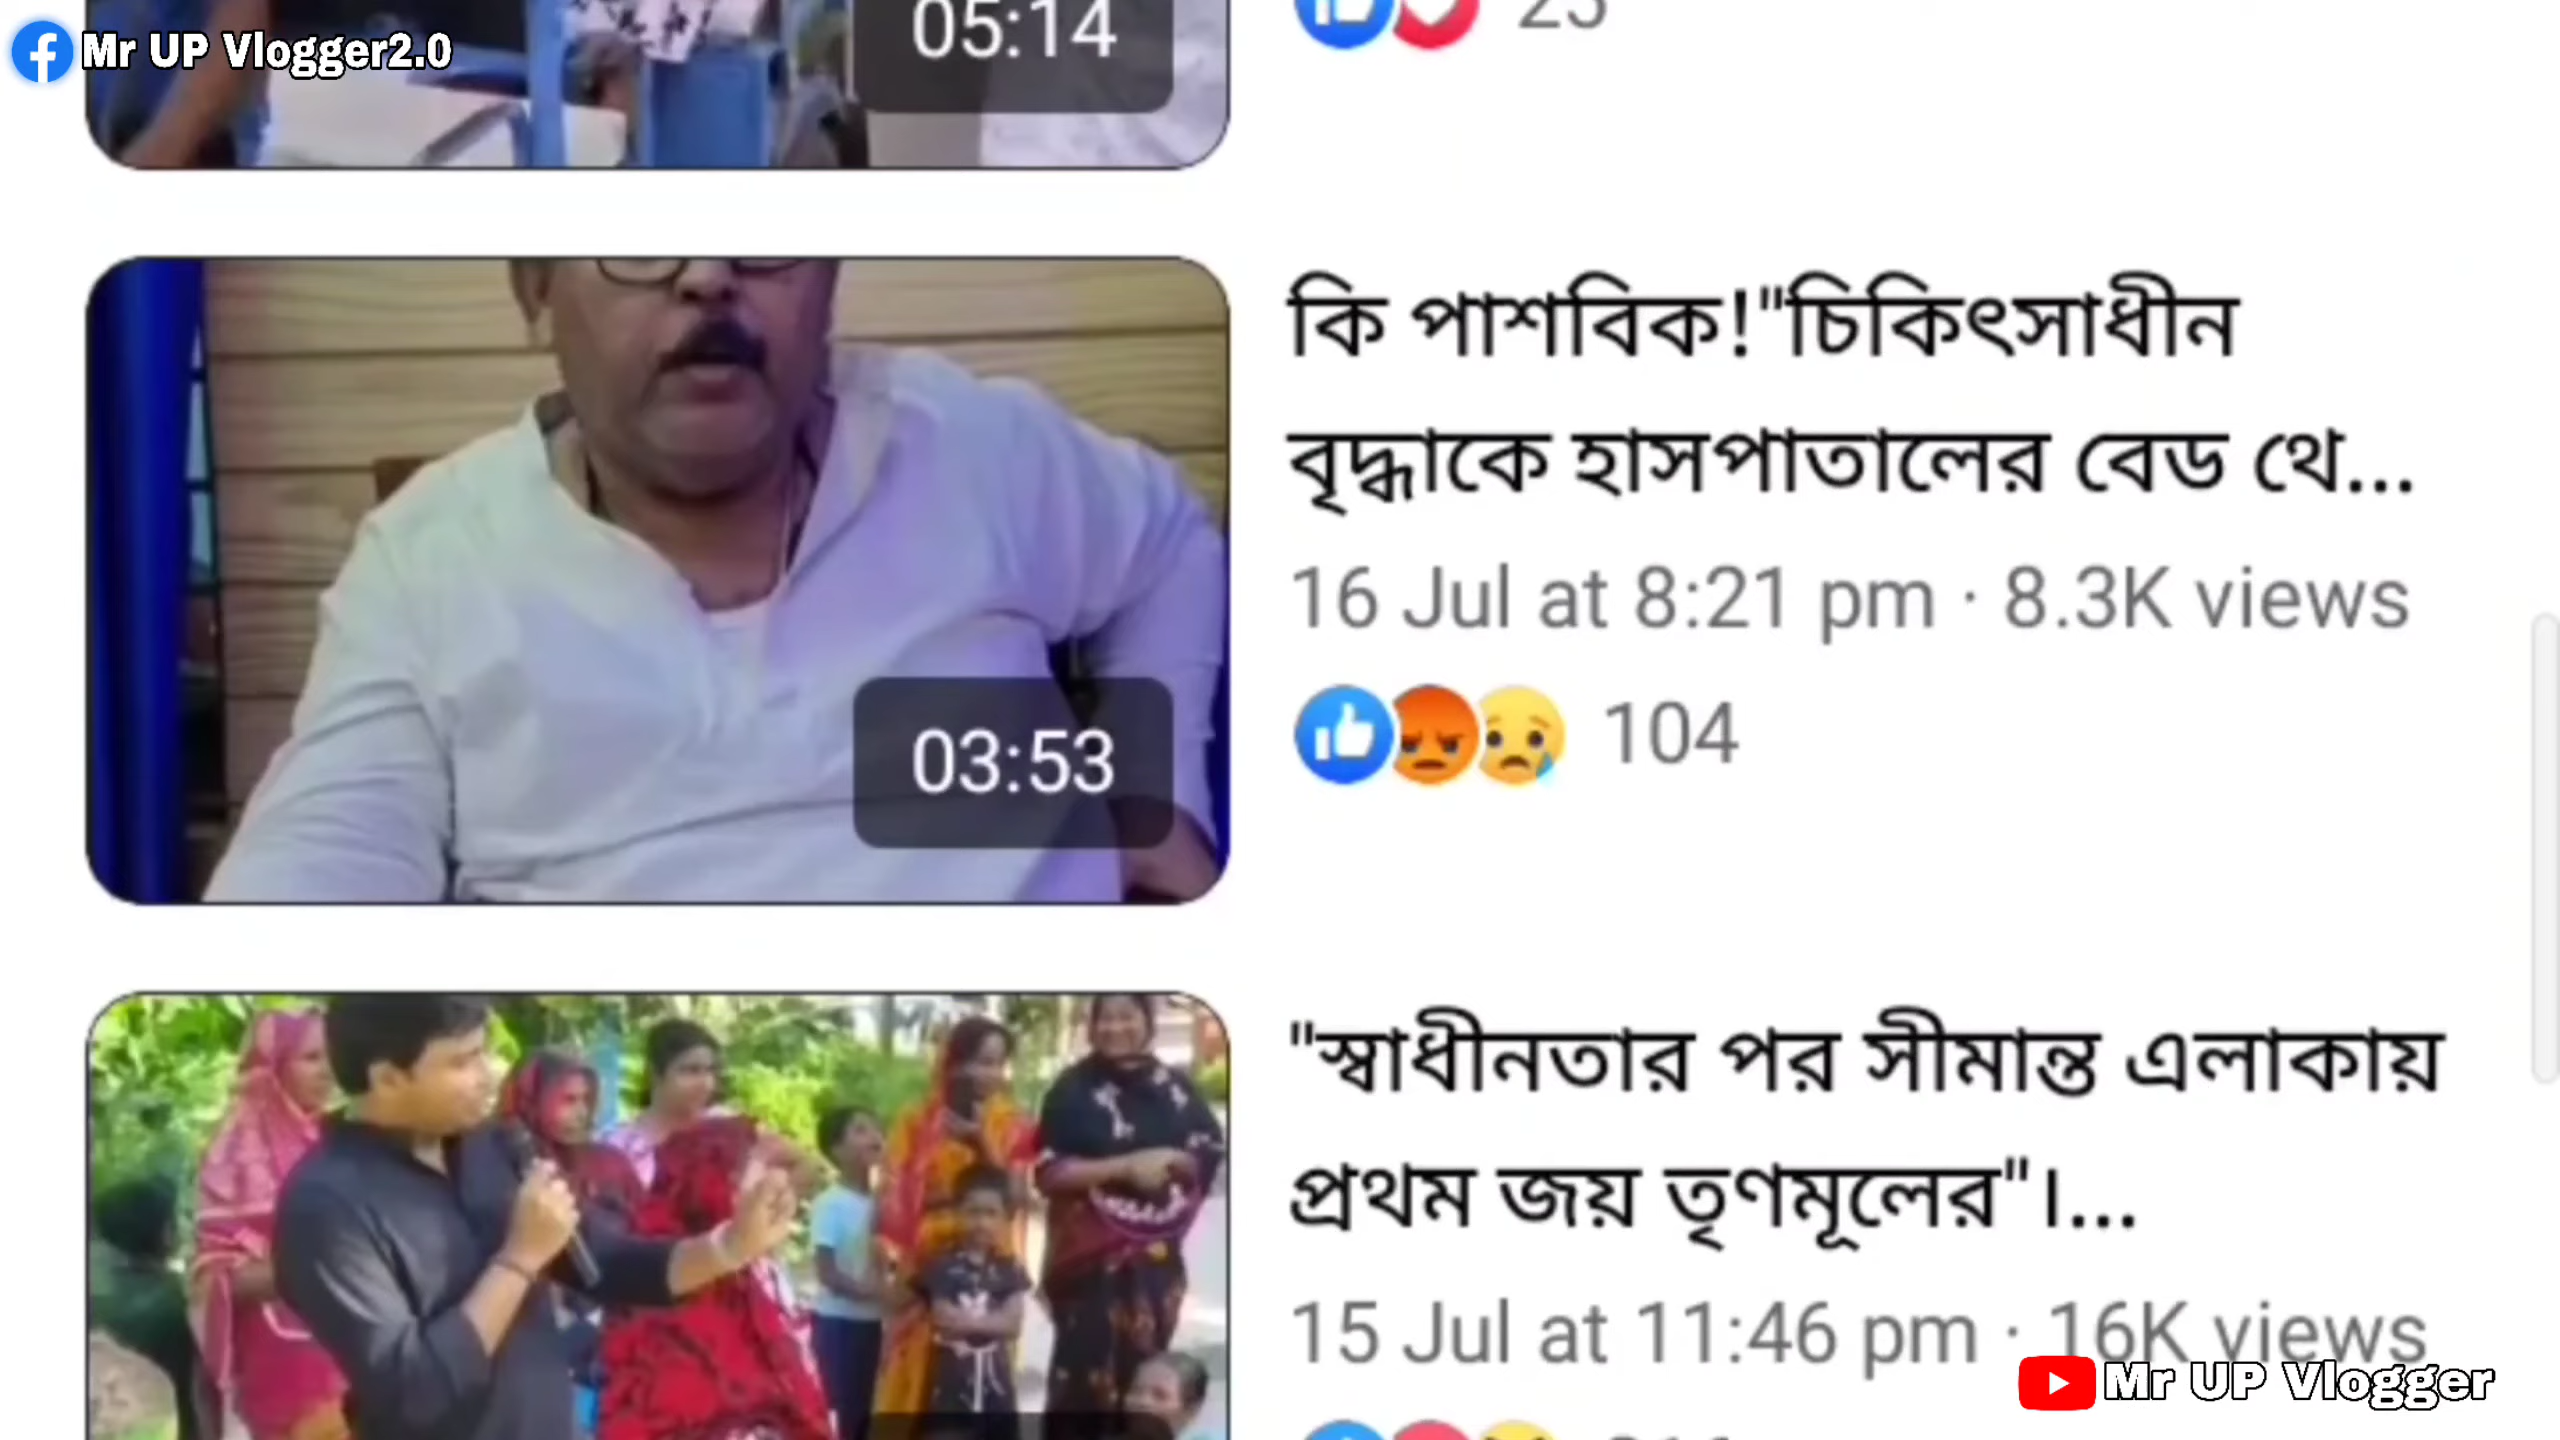 Mr UP Vlogger2.0
05:14
কি পাশবিক!"চিকিৎসাধীন
বৃদ্ধাকে হাসপাতালের বেড থে...
16 Jul at 8:21 pm · 8.3K views
104
03:53
"স্বাধীনতার পর সীমান্ত এলাকায়
প্রথম জয় তৃণমূলের"।...
15 Jul at 11:46 pm · 16K views
Mr UP Vlogger